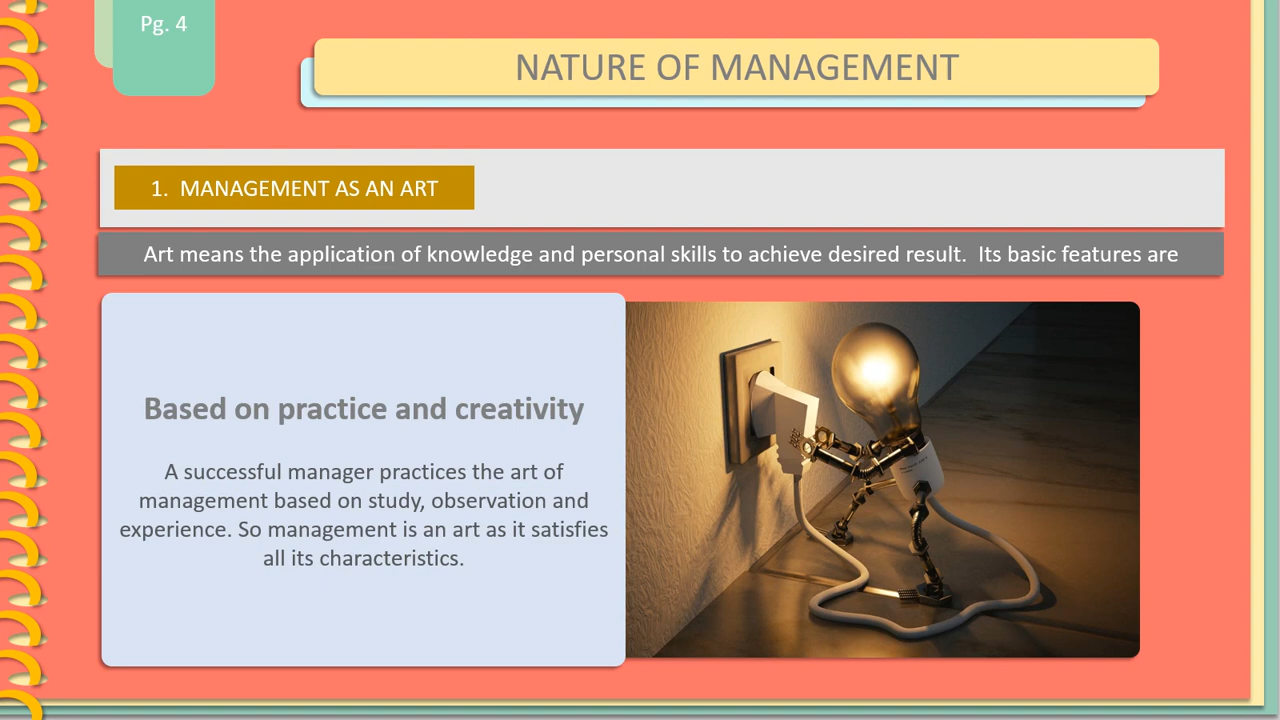 Pg. 4
NATURE OF MANAGEMENT
1. MANAGEMENT AS AN ART
Art means the application of knowledge and personal skills to achieve desired result. Its basic features are
Based on practice and creativity
A successful manager practices the art of
management based on study, observation and
experience. So management is an art as it satisfies
all its characteristics.